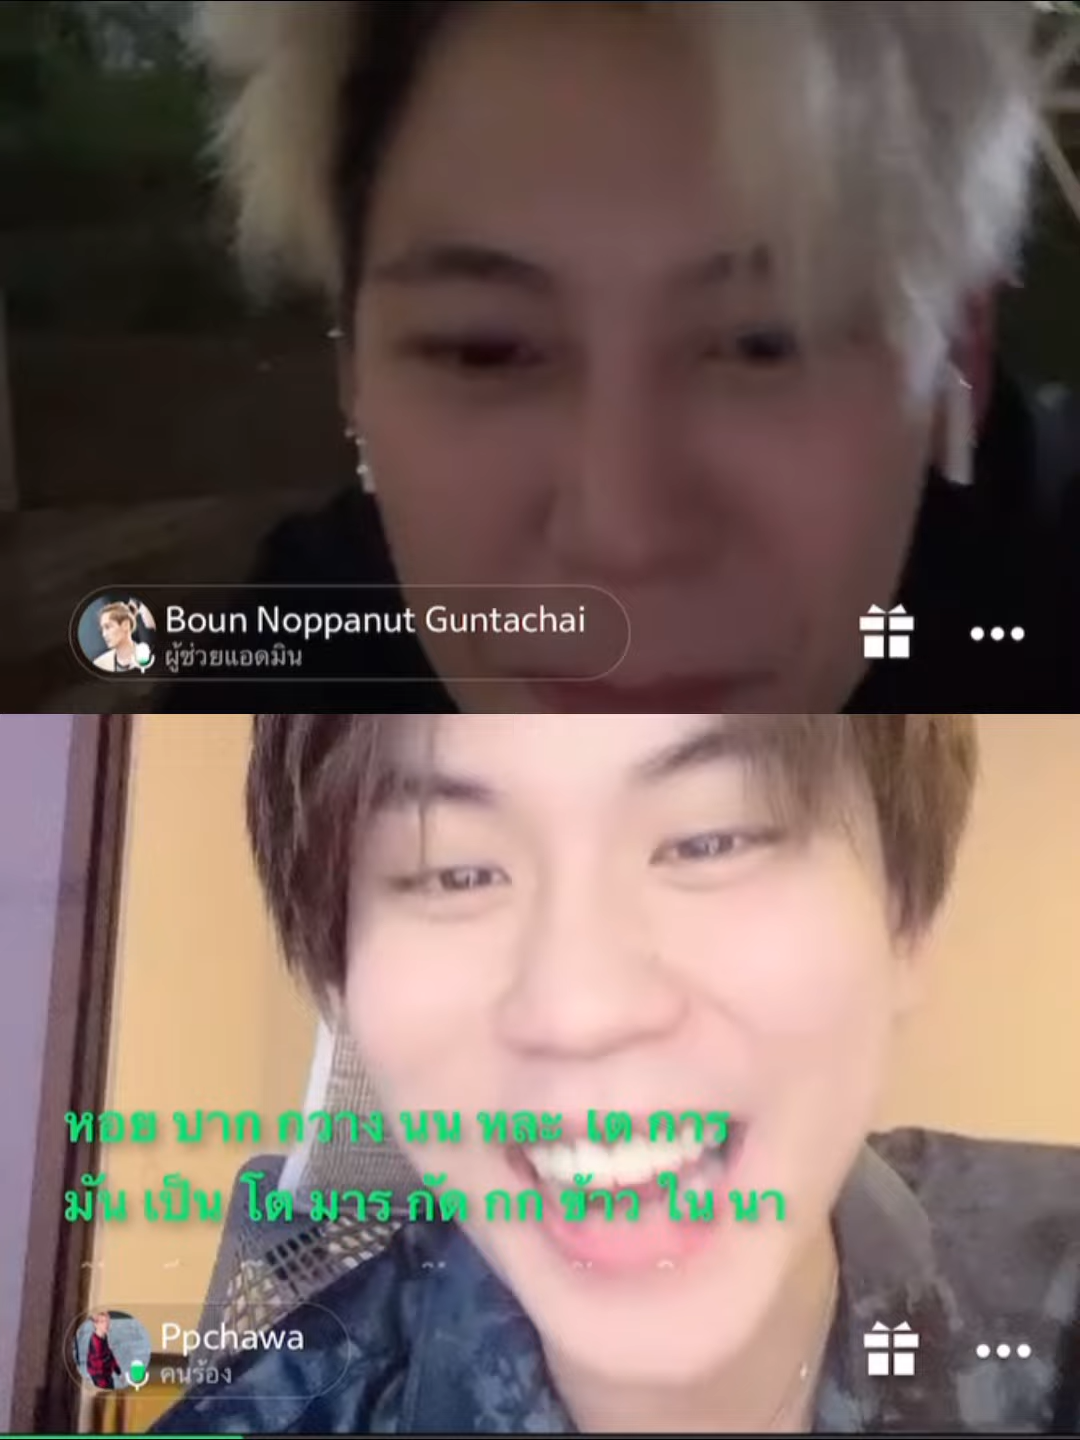 Boun Noppanut Guntachai
ผู้ช่วยแอดมิน
หอย ปาก กวาง นน หละ เต การ
มัน เป็น โต มาร กัด กก ข้าว ใน นา
Ppchawa
คนร้อง